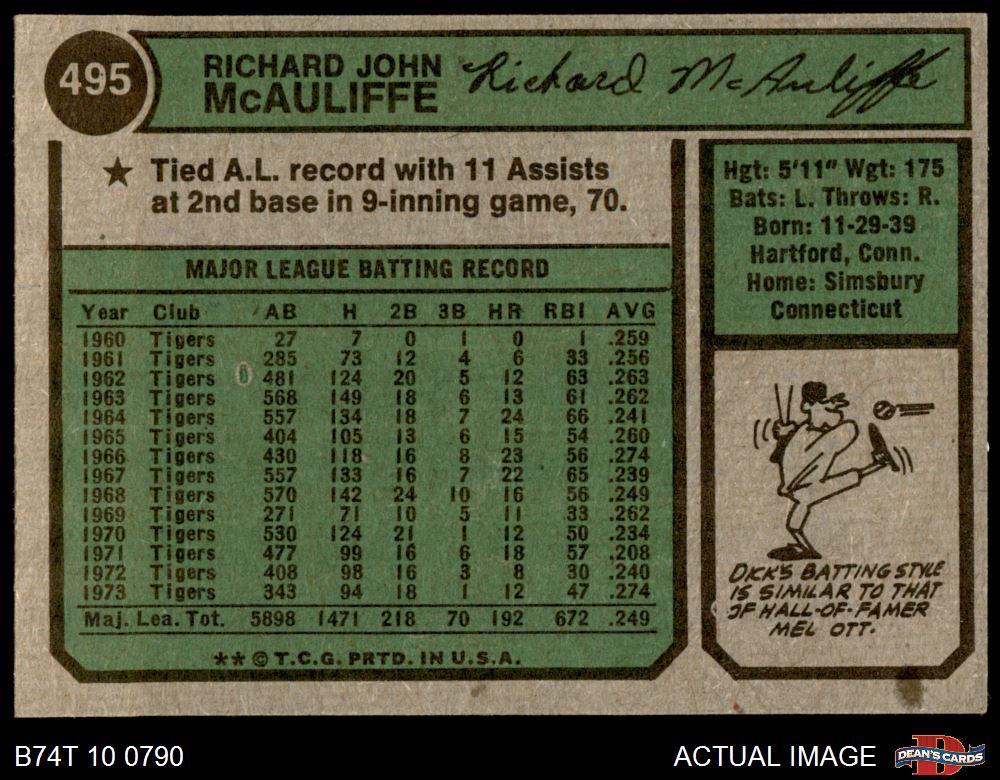 495
RICHARD JOHN
McAULIFFE
Richard McAuliffe
★ Tied A.L. record with 11 Assists
at 2nd base in 9-inning game, 70.
MAJOR LEAGUE BATTING RECORD
Year Club AB H 2B 3B HR RBI AVG
1960 Tigers 27 7 0 1 0 1 .259
1961 Tigers 285 73 12 4 6 33 .256
1962 Tigers 481 124 20 5 12 63 .263
1963 Tigers 568 149 18 6 13 61 .262
1964 Tigers 557 134 18 7 24 66 .241
1965 Tigers 404 105 13 6 15 54 .260
1966 Tigers 430 118 16 8 23 56 .274
1967 Tigers 557 133 16 7 22 65 .239
1968 Tigers 570 142 24 10 16 56 .249
1969 Tigers 271 71 10 5 11 33 .262
1970 Tigers 530 124 21 1 12 50 .234
1971 Tigers 477 99 16 6 18 57 .208
1972 Tigers 408 98 16 3 8 30 .240
1973 Tigers 343 94 18 1 12 47 .274
Maj. Lea. Tot. 5898 1471 218 70 192 672 .249
** © T.C.G. PRTD. IN U.S.A.
Hgt: 5'11" Wgt: 175
Bats: L. Throws: R.
Born: 11-29-39
Hartford, Conn.
Home: Simsbury
Connecticut
DICK'S BATTING STYLE
IS SIMILAR TO THAT
OF HALL-OF-FAMER
MEL OTT.
B74T 10 0790
ACTUAL IMAGE
D
DEAN'S CARDS